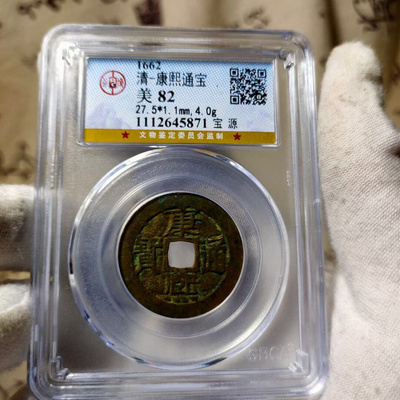 1662
清-康熙通宝
美 82
27.5*1.1mm,4.0g
1112645871 宝 源
★ 文物鉴定委员会监制 ★
康熙通寶